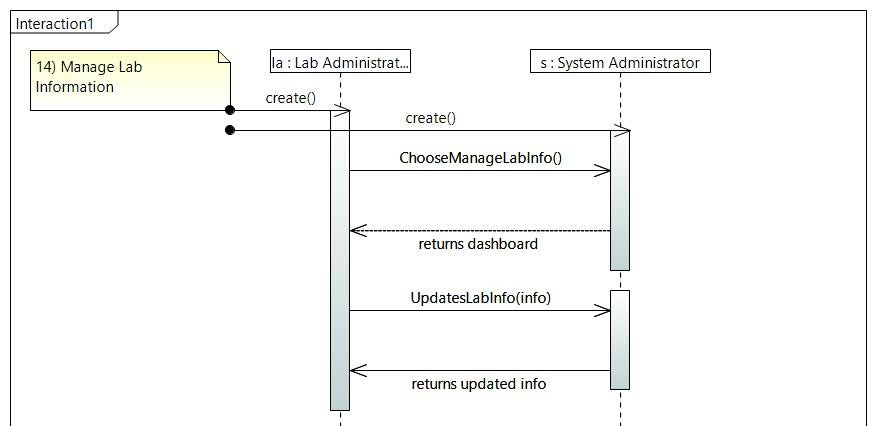 Interaction1
14) Manage Lab
Information
la : Lab Administrat...
s : System Administrator
create()
create()
ChooseManageLabInfo()
returns dashboard
UpdatesLabInfo(info)
returns updated info